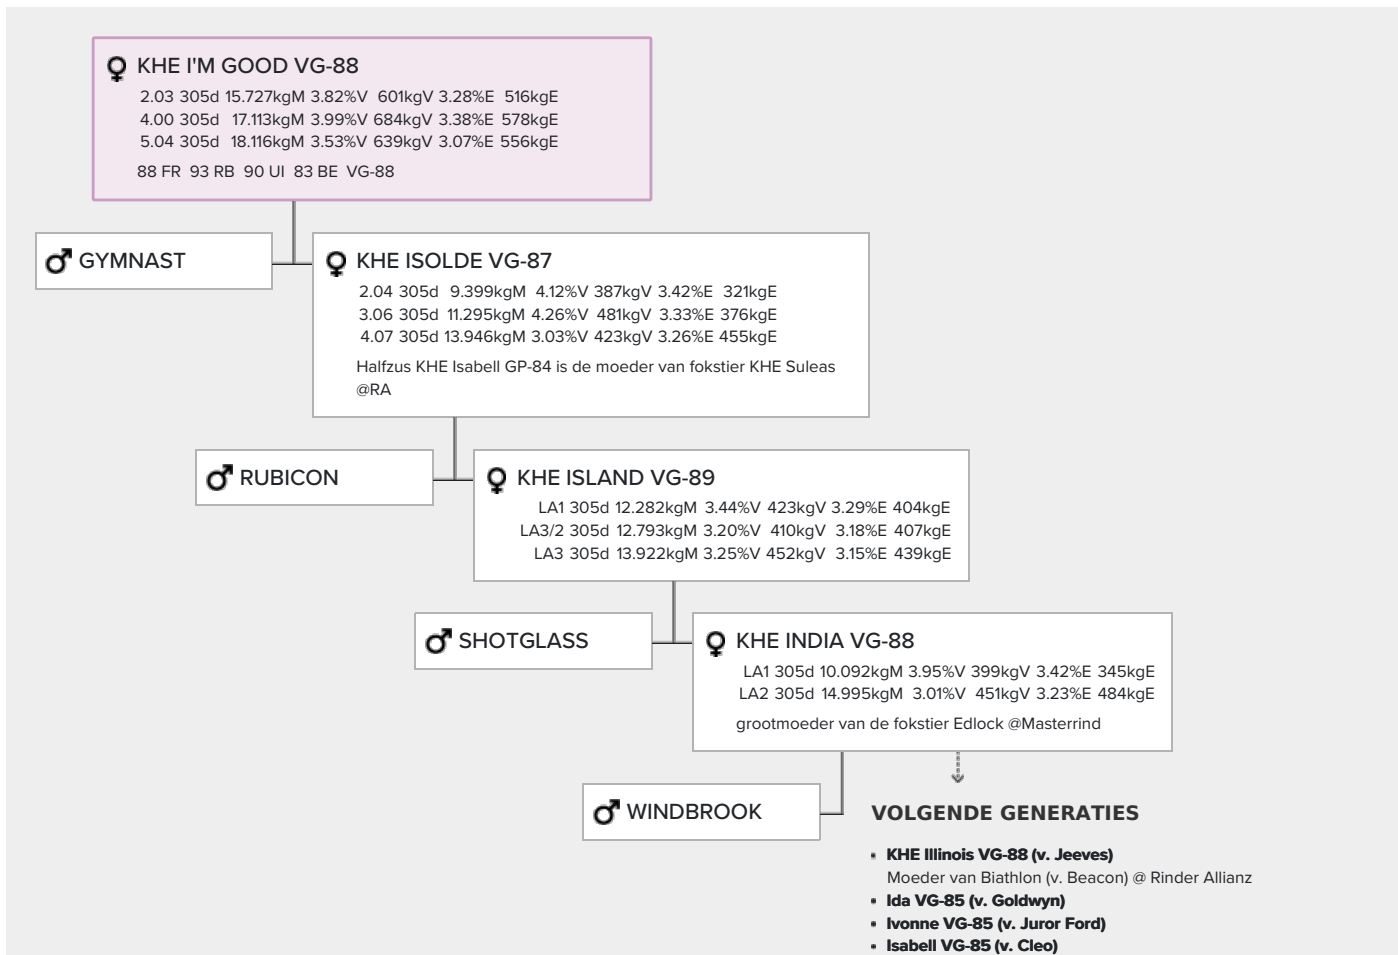 KHE I'M GOOD VG-88
2.03 305d 15.727kgM 3.82%V 601kgV 3.28%E 516kgE
4.00 305d 17.113kgM 3.99%V 684kgV 3.38%E 578kgE
5.04 305d 18.116kgM 3.53%V 639kgV 3.07%E 556kgE
88 FR 93 RB 90 UI 83 BE VG-88
GYMNAST
KHE ISOLDE VG-87
2.04 305d 9.399kgM 4.12%V 387kgV 3.42%E 321kgE
3.06 305d 11.295kgM 4.26%V 481kgV 3.33%E 376kgE
4.07 305d 13.946kgM 3.03%V 423kgV 3.26%E 455kgE
Halfzus KHE Isabell GP-84 is de moeder van fokstier KHE Suleas
@RA
RUBICON
KHE ISLAND VG-89
LA1 305d 12.282kgM 3.44%V 423kgV 3.29%E 404kgE
LA3/2 305d 12.793kgM 3.20%V 410kgV 3.18%E 407kgE
LA3 305d 13.922kgM 3.25%V 452kgV 3.15%E 439kgE
SHOTGLASS
KHE INDIA VG-88
LA1 305d 10.092kgM 3.95%V 399kgV 3.42%E 345kgE
LA2 305d 14.995kgM 3.01%V 451kgV 3.23%E 484kgE
grootmoeder van de fokstier Edlock @Masterrind
WINDBROOK
VOLGENDE GENERATIES
KHE Illinois VG-88 (v. Jeeves)
Moeder van Biathlon (v. Beacon) @ Rinder Allianz
Ida VG-85 (v. Goldwyn)
Ivonne VG-85 (v. Juror Ford)
Isabell VG-85 (v. Cleo)